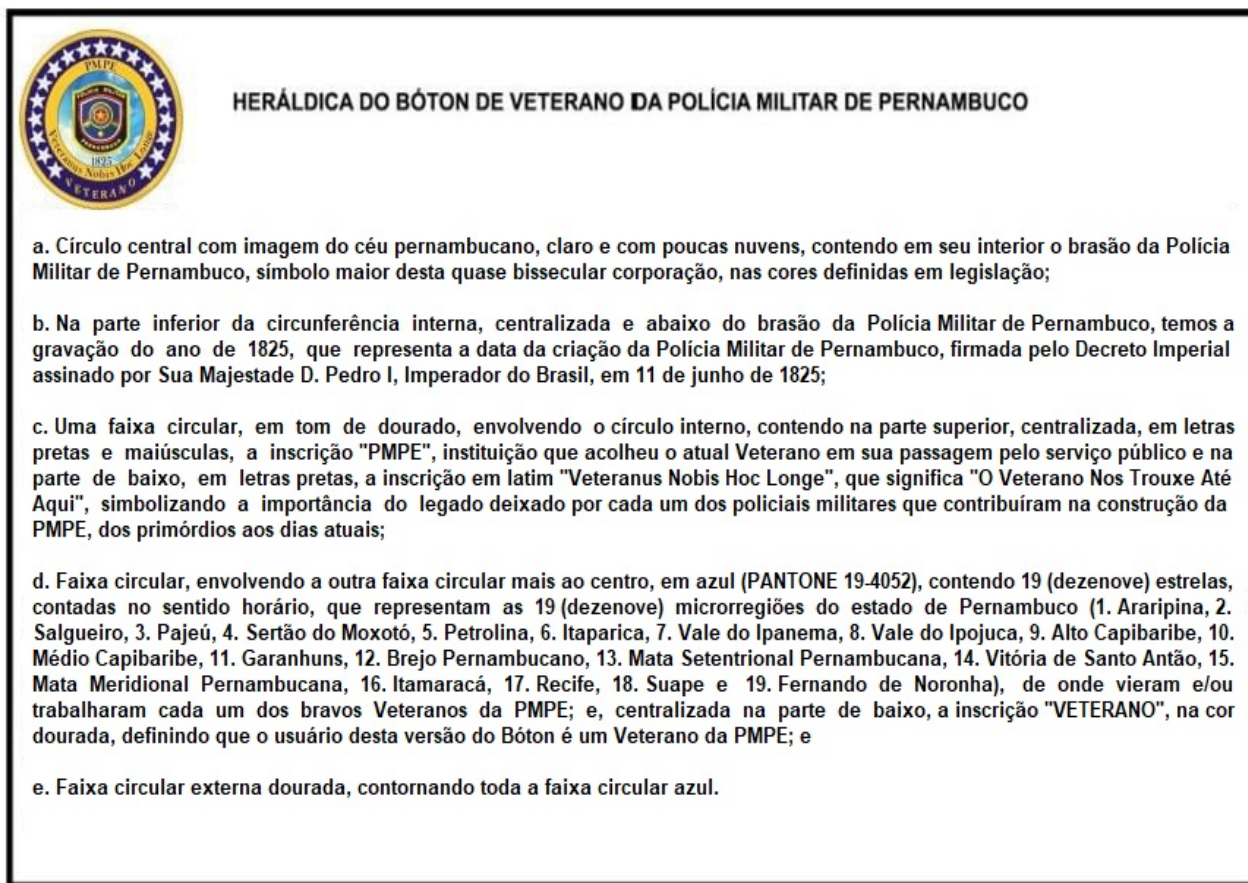 PMPE
POLÍCIA MILITAR
PERNAMBUCO
1825
Veteranus Nobis Hoc Longe
VETERANO
HERÁLDICA DO BÓTON DE VETERANO DA POLÍCIA MILITAR DE PERNAMBUCO
a. Círculo central com imagem do céu pernambucano, claro e com poucas nuvens, contendo em seu interior o brasão da Polícia
Militar de Pernambuco, símbolo maior desta quase bissecular corporação, nas cores definidas em legislação;
b. Na parte inferior da circunferência interna, centralizada e abaixo do brasão da Polícia Militar de Pernambuco, temos a
gravação do ano de 1825, que representa a data da criação da Polícia Militar de Pernambuco, firmada pelo Decreto Imperial
assinado por Sua Majestade D. Pedro I, Imperador do Brasil, em 11 de junho de 1825;
c. Uma faixa circular, em tom de dourado, envolvendo o círculo interno, contendo na parte superior, centralizada, em letras
pretas e maiúsculas, a inscrição "PMPE", instituição que acolheu o atual Veterano em sua passagem pelo serviço público e na
parte de baixo, em letras pretas, a inscrição em latim "Veteranus Nobis Hoc Longe", que significa "O Veterano Nos Trouxe Até
Aqui", simbolizando a importância do legado deixado por cada um dos policiais militares que contribuíram na construção da
PMPE, dos primórdios aos dias atuais;
d. Faixa circular, envolvendo a outra faixa circular mais ao centro, em azul (PANTONE 19-4052), contendo 19 (dezenove) estrelas,
contadas no sentido horário, que representam as 19 (dezenove) microrregiões do estado de Pernambuco (1. Araripina, 2.
Salgueiro, 3. Pajeú, 4. Sertão do Moxotó, 5. Petrolina, 6. Itaparica, 7. Vale do Ipanema, 8. Vale do Ipojuca, 9. Alto Capibaribe, 10.
Médio Capibaribe, 11. Garanhuns, 12. Brejo Pernambucano, 13. Mata Setentrional Pernambucana, 14. Vitória de Santo Antão, 15.
Mata Meridional Pernambucana, 16. Itamaracá, 17. Recife, 18. Suape e 19. Fernando de Noronha), de onde vieram e/ou
trabalharam cada um dos bravos Veteranos da PMPE; e, centralizada na parte de baixo, a inscrição "VETERANO", na cor
dourada, definindo que o usuário desta versão do Bóton é um Veterano da PMPE; e
e. Faixa circular externa dourada, contornando toda a faixa circular azul.